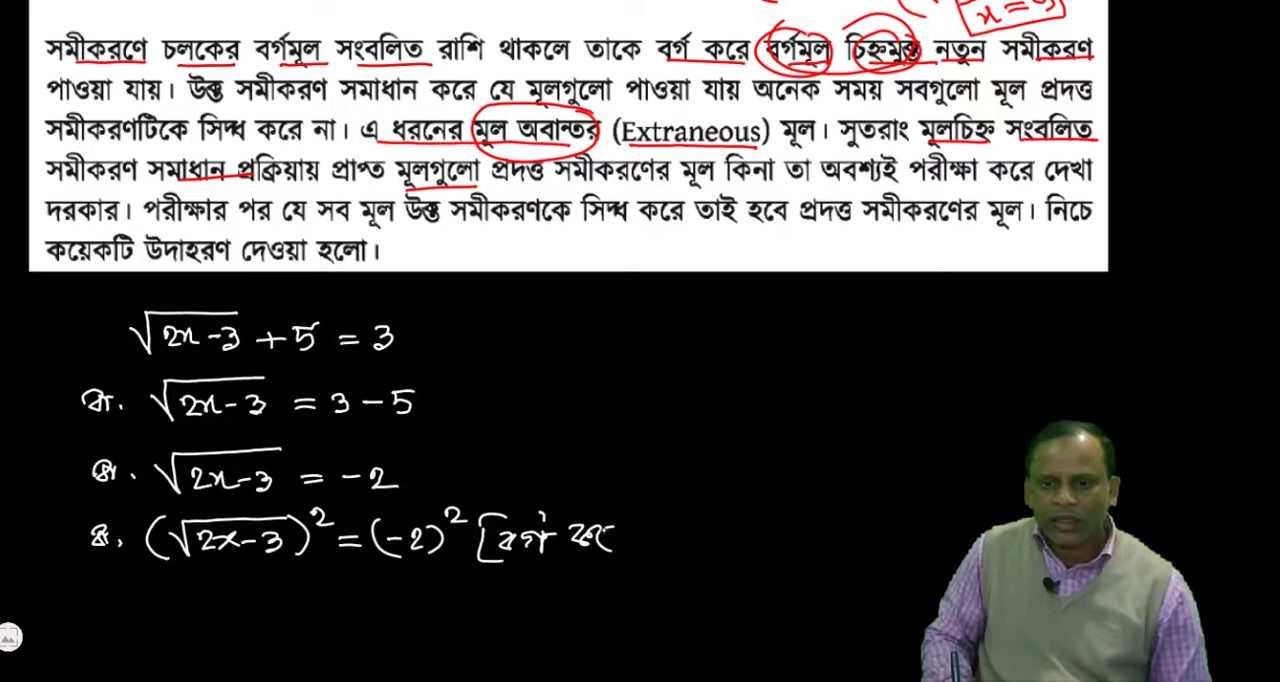 x = 9
সমীকরণে চলকের বর্গমূল সংবলিত রাশি থাকলে তাকে বর্গ করে বর্গমূল চিহ্নমুক্ত নতুন সমীকরণ
পাওয়া যায়। উক্ত সমীকরণ সমাধান করে যে মূলগুলো পাওয়া যায় অনেক সময় সবগুলো মূল প্রদত্ত
সমীকরণটিকে সিদ্ধ করে না। এ ধরনের মূল অবান্তর (Extraneous) মূল। সুতরাং মূলচিহ্ন সংবলিত
সমীকরণ সমাধান প্রক্রিয়ায় প্রাপ্ত মূলগুলো প্রদত্ত সমীকরণের মূল কিনা তা অবশ্যই পরীক্ষা করে দেখা
দরকার। পরীক্ষার পর যে সব মূল উক্ত সমীকরণকে সিদ্ধ করে তাই হবে প্রদত্ত সমীকরণের মূল। নিচে
কয়েকটি উদাহরণ দেওয়া হলো।
√(2x-3) + 5 = 3
বা. √(2x-3) = 3 - 5
বা. √(2x-3) = -2
বা. (√(2x-3))² = (-2)² [বর্গ